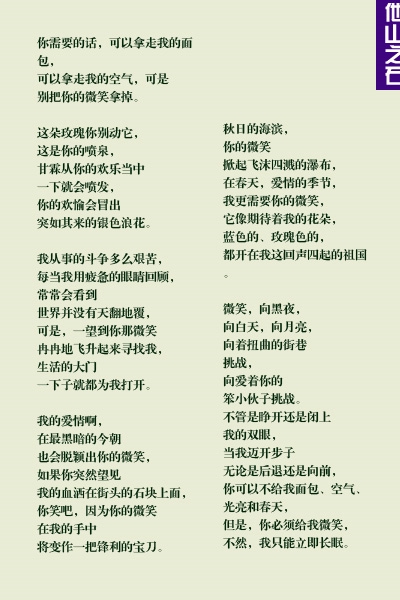 他山之石
你需要的话，可以拿走我的面
包，
可以拿走我的空气，可是
别把你的微笑拿掉。
这朵玫瑰你别动它，
这是你的喷泉，
甘霖从你的欢乐当中
一下就会喷发，
你的欢愉会冒出
突如其来的银色浪花。
我从事的斗争多么艰苦，
每当我用疲惫的眼睛回顾，
常常会看到
世界并没有天翻地覆，
可是，一望到你那微笑
冉冉地飞升起来寻找我，
生活的大门
一下子就都为我打开。
我的爱情啊，
在最黑暗的今朝
也会脱颖出你的微笑，
如果你突然望见
我的血洒在街头的石块上面，
你笑吧，因为你的微笑
在我的手中
将变作一把锋利的宝刀。
秋日的海滨，
你的微笑
掀起飞沫四溅的瀑布，
在春天，爱情的季节，
我更需要你的微笑，
它像期待着我的花朵，
蓝色的、玫瑰色的，
都开在我这回声四起的祖国
。
微笑，向黑夜，
向白天，向月亮，
向着扭曲的街巷
挑战，
向爱着你的
笨小伙子挑战。
不管是睁开还是闭上
我的双眼，
当我迈开步子
无论是后退还是向前，
你可以不给我面包、空气、
光亮和春天，
但是，你必须给我微笑，
不然，我只能立即长眠。